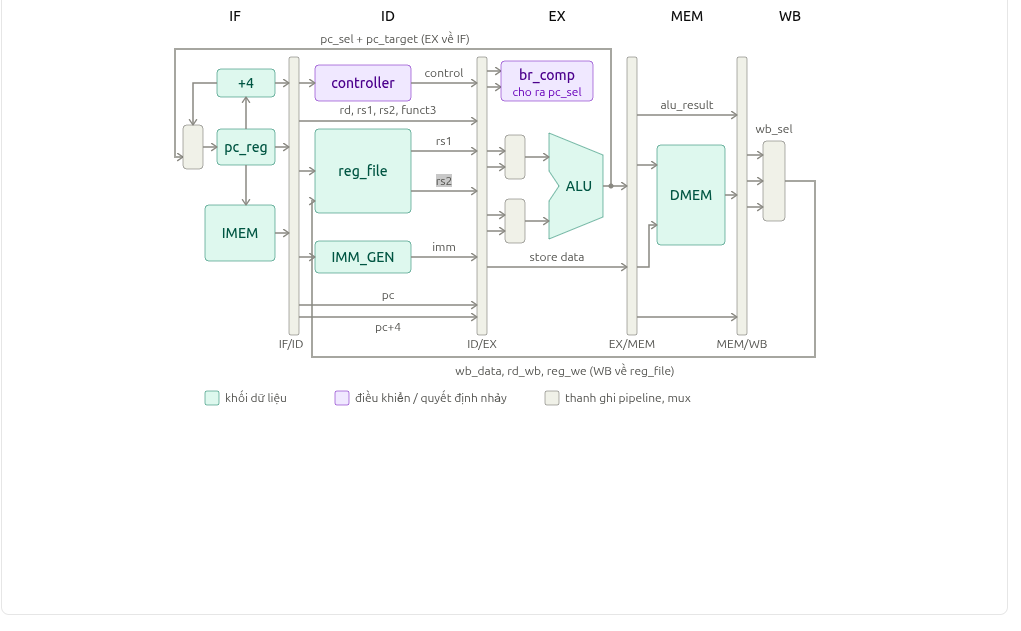 IF
ID
EX
MEM
WB
pc_sel + pc_target (EX về IF)
+4
controller
control
br_comp
cho ra pc_sel
rd, rs1, rs2, funct3
alu_result
wb_sel
pc_reg
reg_file
rs1
rs2
ALU
DMEM
IMEM
IMM_GEN
imm
store data
pc
pc+4
IF/ID
ID/EX
EX/MEM
MEM/WB
wb_data, rd_wb, reg_we (WB về reg_file)
khối dữ liệu
điều khiển / quyết định nhảy
thanh ghi pipeline, mux